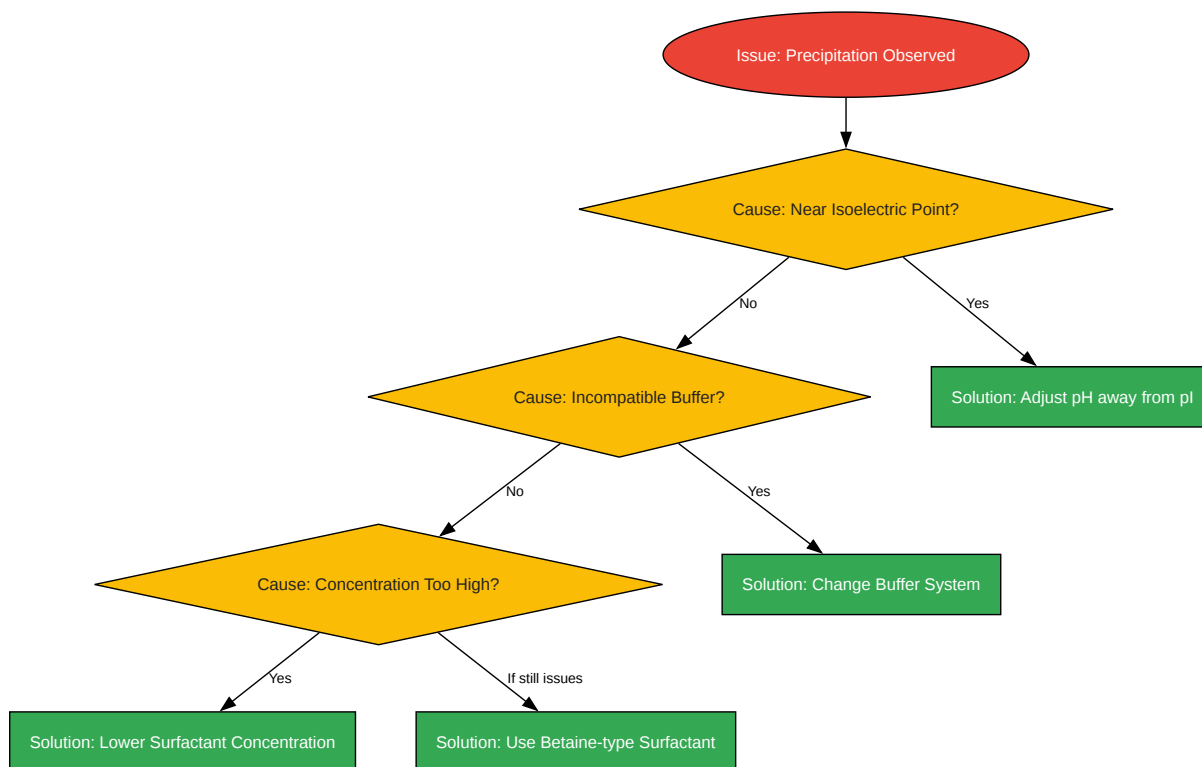 Issue: Precipitation Observed
Cause: Near Isoelectric Point?
No
Yes
Cause: Incompatible Buffer?
Solution: Adjust pH away from pI
No
Yes
Cause: Concentration Too High?
Solution: Change Buffer System
Yes
If still issues
Solution: Lower Surfactant Concentration
Solution: Use Betaine-type Surfactant